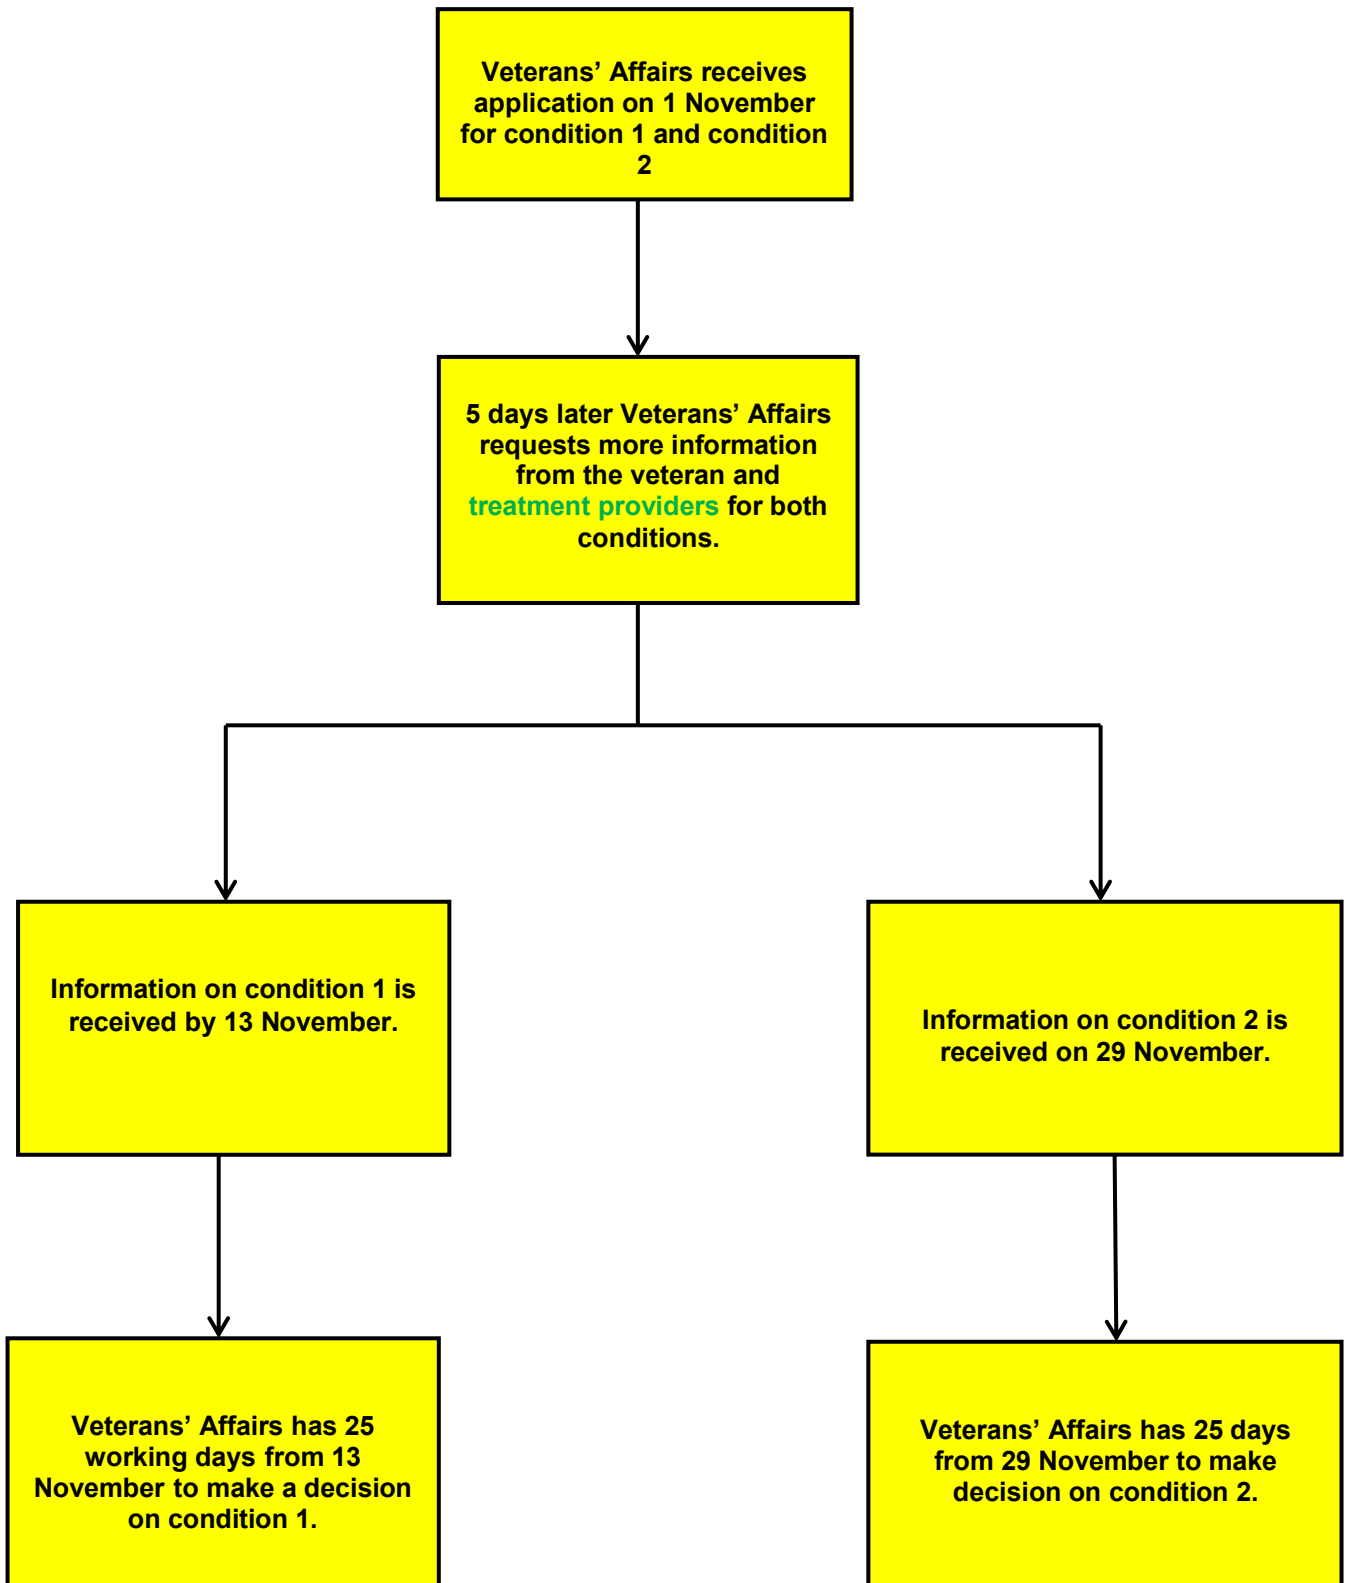 Veterans’ Affairs receives
application on 1 November
for condition 1 and condition
2
5 days later Veterans’ Affairs
requests more information
from the veteran and
treatment providers for both
conditions.
Information on condition 1 is
received by 13 November.
Information on condition 2 is
received on 29 November.
Veterans’ Affairs has 25
working days from 13
November to make a decision
on condition 1.
Veterans’ Affairs has 25 days
from 29 November to make
decision on condition 2.